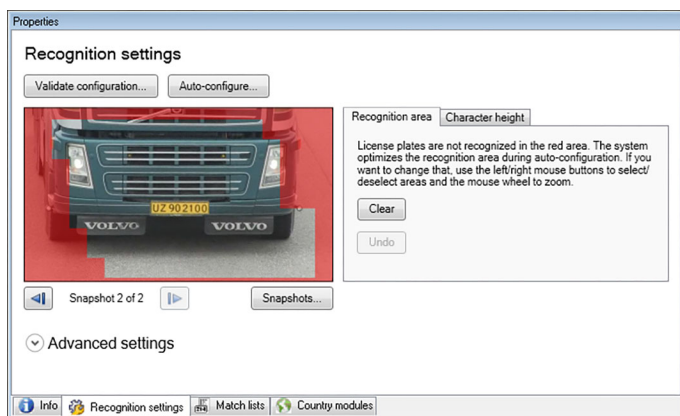 Properties
Recognition settings
Validate configuration...
Auto-configure...
UZ 902100
VOLVO
VOLVO
Snapshot 2 of 2
Snapshots...
Recognition area
Character height
License plates are not recognized in the red area. The system
optimizes the recognition area during auto-configuration. If you
want to change that, use the left/right mouse buttons to select/
deselect areas and the mouse wheel to zoom.
Clear
Undo
Advanced settings
Info
Recognition settings
Match lists
Country modules